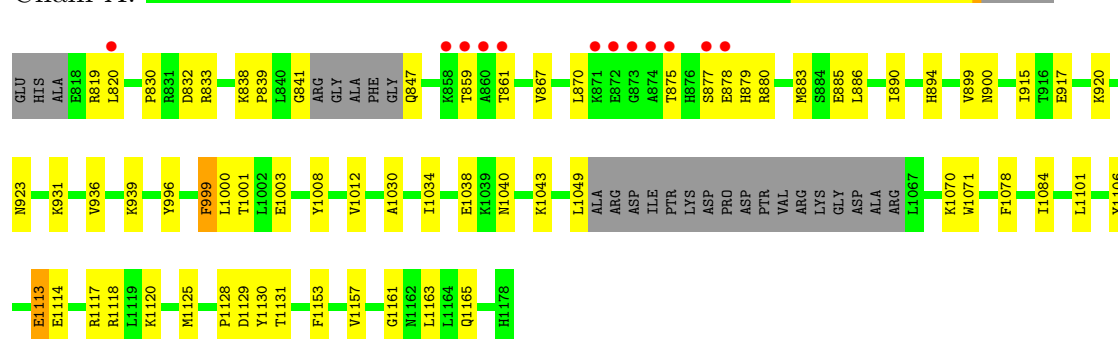 Chain A:
GLU HIS ALA E818 R819 L820 P830 R831 D832 R833 K838 P839 L840 G841 ARG GLY ALA PHE GLY Q847 K858 T859 A860 T861 V867 L870 K871 E872 G873 A874 T875 H876 S877 E878 H879 R880 M883 S884 E885 L886 I890 H894 V899 N900 I915 T916 E917 K920
N923 K931 V936 K939 Y996 F999 L1000 T1001 L1002 E1003 Y1008 V1012 A1030 I1034 E1038 K1039 N1040 K1043 L1049 ALA ARG ASP ILE PTR LYS ASP PRO ASP PTR VAL ARG LYS GLY ASP ALA ARG L1067 K1070 W1071 F1078 I1084 L1101
E1113 E1114 R1117 R1118 L1119 K1120 M1125 P1128 D1129 Y1130 T1131 F1153 V1157 G1161 N1162 L1163 L1164 Q1165 H1178